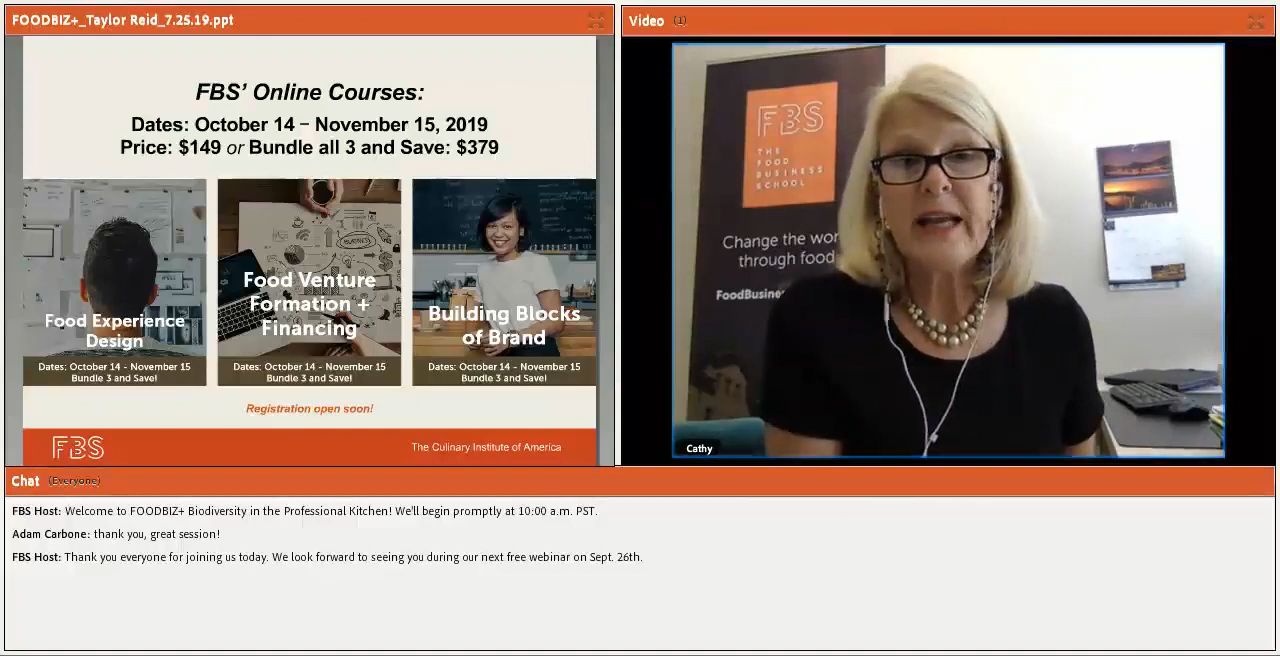 FOODBIZ+_Taylor Reid_7.25.19.ppt
FBS' Online Courses:
Dates: October 14 – November 15, 2019
Price: $149 or Bundle all 3 and Save: $379
Food Experience
Design
Dates: October 14 - November 15
Bundle 3 and Save!
BUSINESS
Food Venture
Formation +
Financing
Dates: October 14 - November 15
Bundle 3 and Save!
Building Blocks
of Brand
Dates: October 14 - November 15
Bundle 3 and Save!
Registration open soon!
FBS
The Culinary Institute of America
Video (1)
FBS
THE
FOOD
BUSINESS
SCHOOL
Change the wor
through food
FoodBusine
Cathy
Chat (Everyone)
FBS Host: Welcome to FOODBIZ+ Biodiversity in the Professional Kitchen! We'll begin promptly at 10:00 a.m. PST.
Adam Carbone: thank you, great session!
FBS Host: Thank you everyone for joining us today. We look forward to seeing you during our next free webinar on Sept. 26th.